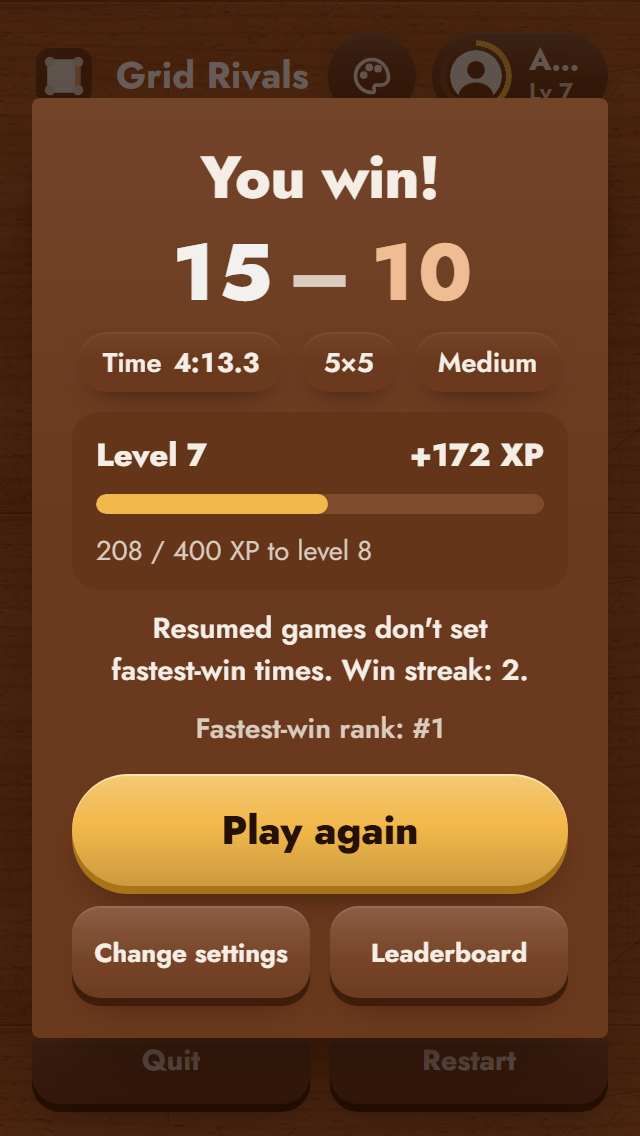 Grid Rivals
A...
Lv 7
You win!
15 – 10
Time 4:13.3
5×5
Medium
Level 7
+172 XP
208 / 400 XP to level 8
Resumed games don't set
fastest-win times. Win streak: 2.
Fastest-win rank: #1
Play again
Change settings
Leaderboard
Quit
Restart